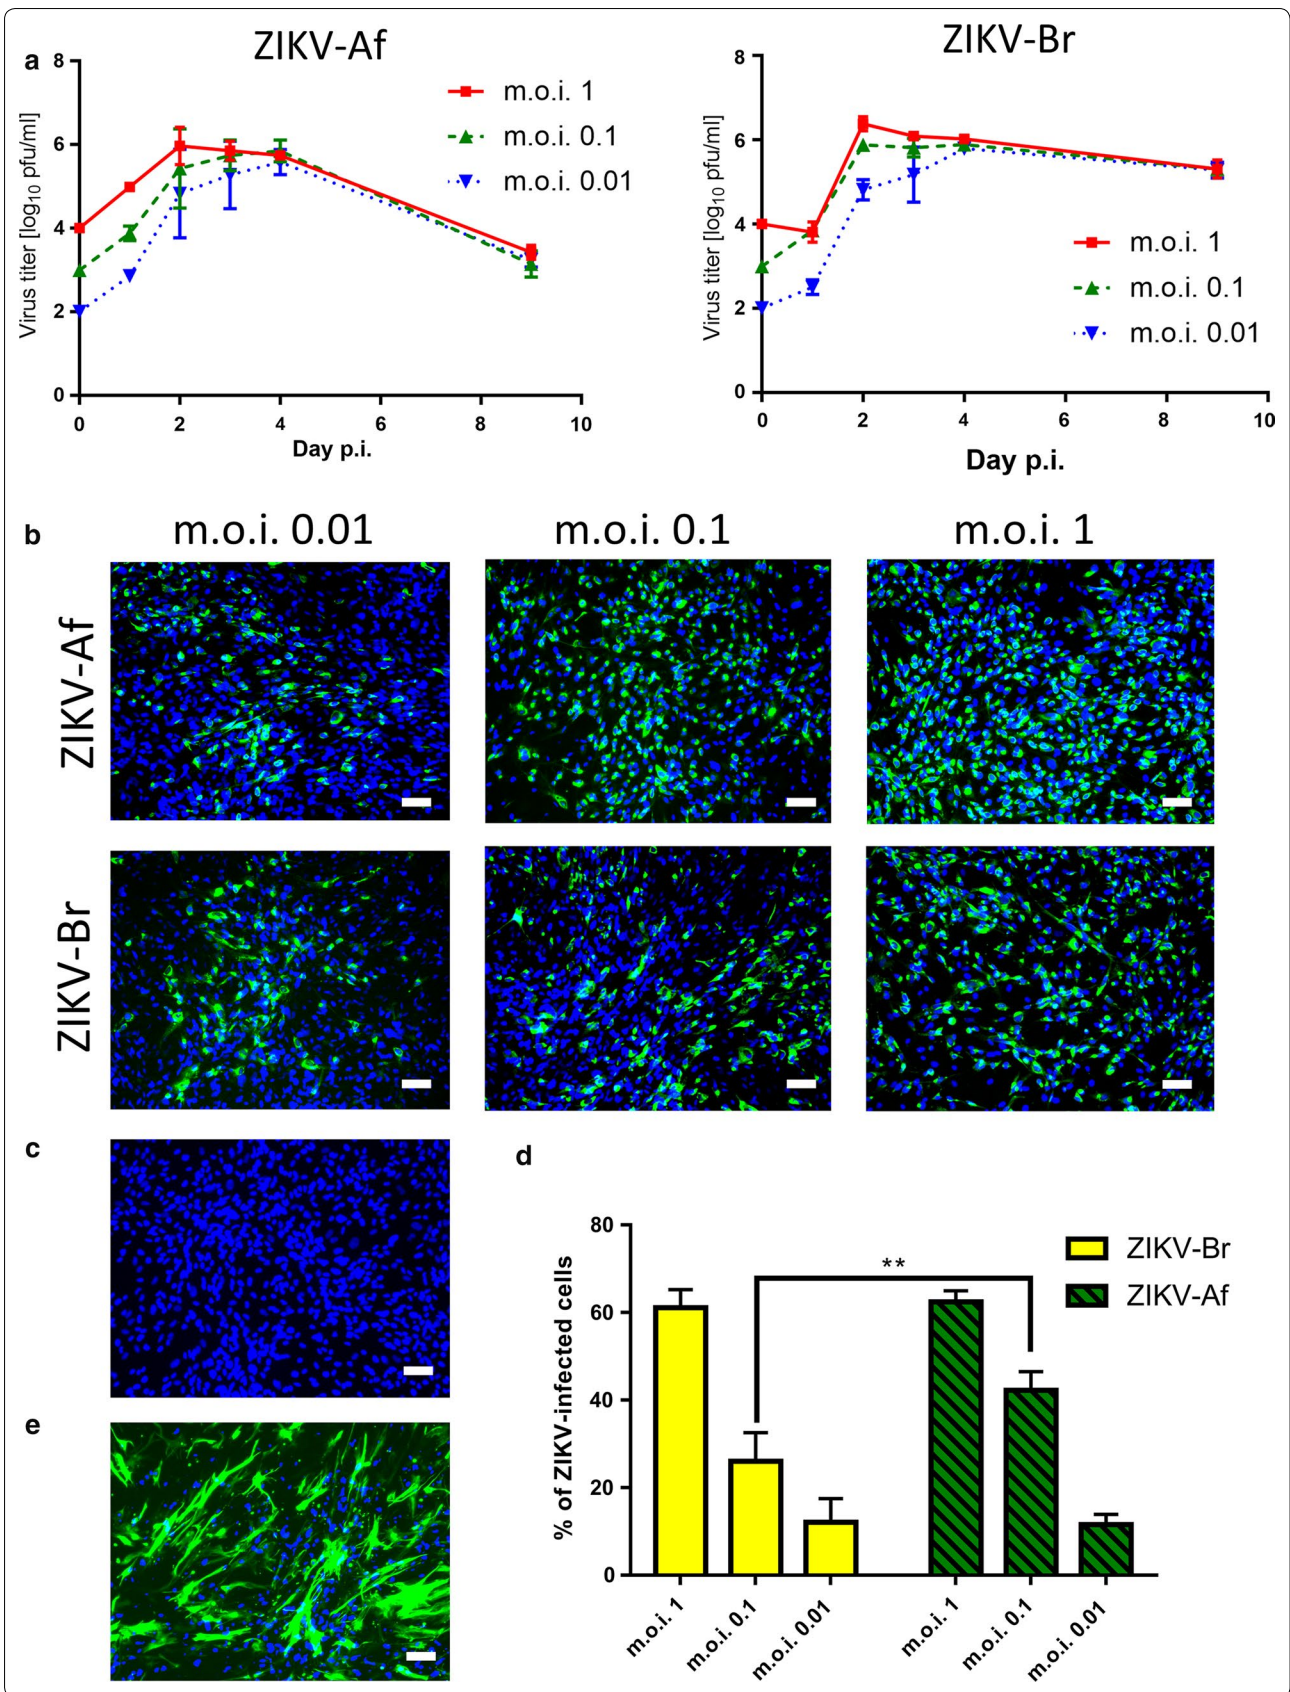 a
ZIKV-Af
8
6
4
2
0
0 2 4 6 8 10
Virus titer [log10 pfu/ml]
Day p.i.
m.o.i. 1
m.o.i. 0.1
m.o.i. 0.01
ZIKV-Br
8
6
4
2
0
0 2 4 6 8 10
Virus titer [log10 pfu/ml]
Day p.i.
m.o.i. 1
m.o.i. 0.1
m.o.i. 0.01
b
m.o.i. 0.01
m.o.i. 0.1
m.o.i. 1
ZIKV-Af
ZIKV-Br
c
d
80
60
40
20
0
% of ZIKV-infected cells
**
ZIKV-Br
ZIKV-Af
m.o.i. 1
m.o.i. 0.1
m.o.i. 0.01
m.o.i. 1
m.o.i. 0.1
m.o.i. 0.01
e